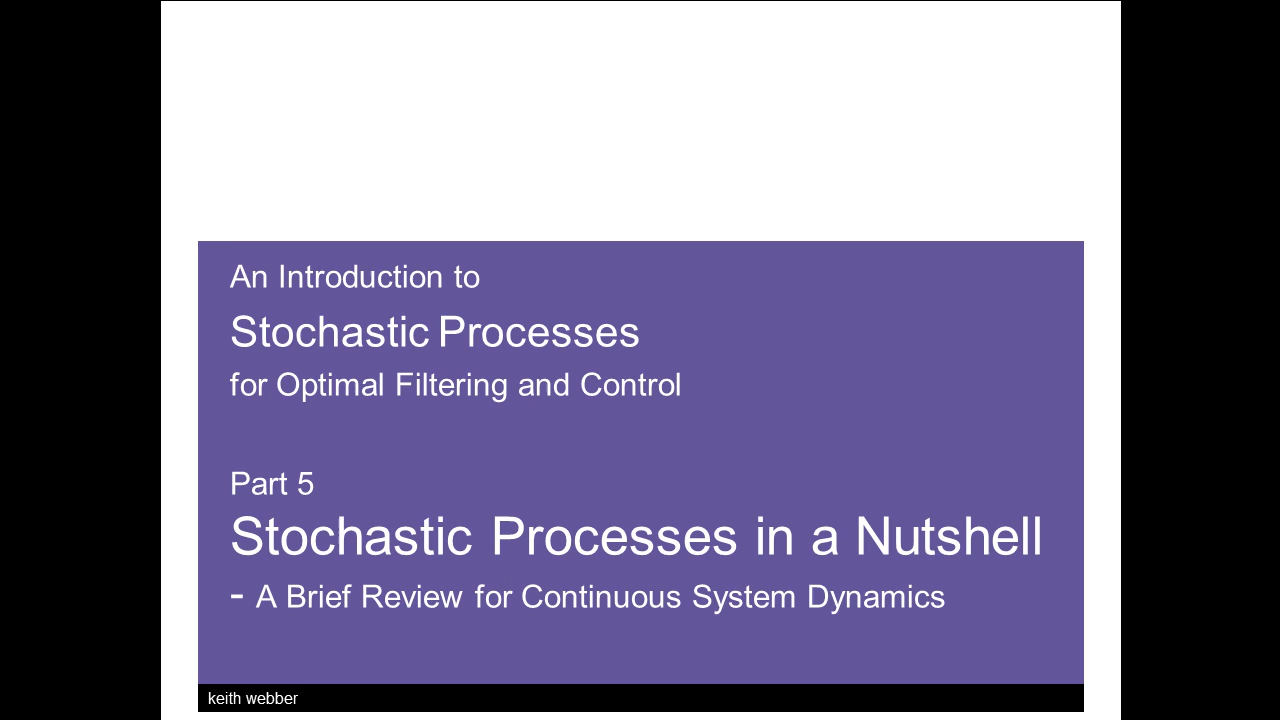 An Introduction to
Stochastic Processes
for Optimal Filtering and Control
Part 5
Stochastic Processes in a Nutshell
- A Brief Review for Continuous System Dynamics
keith webber